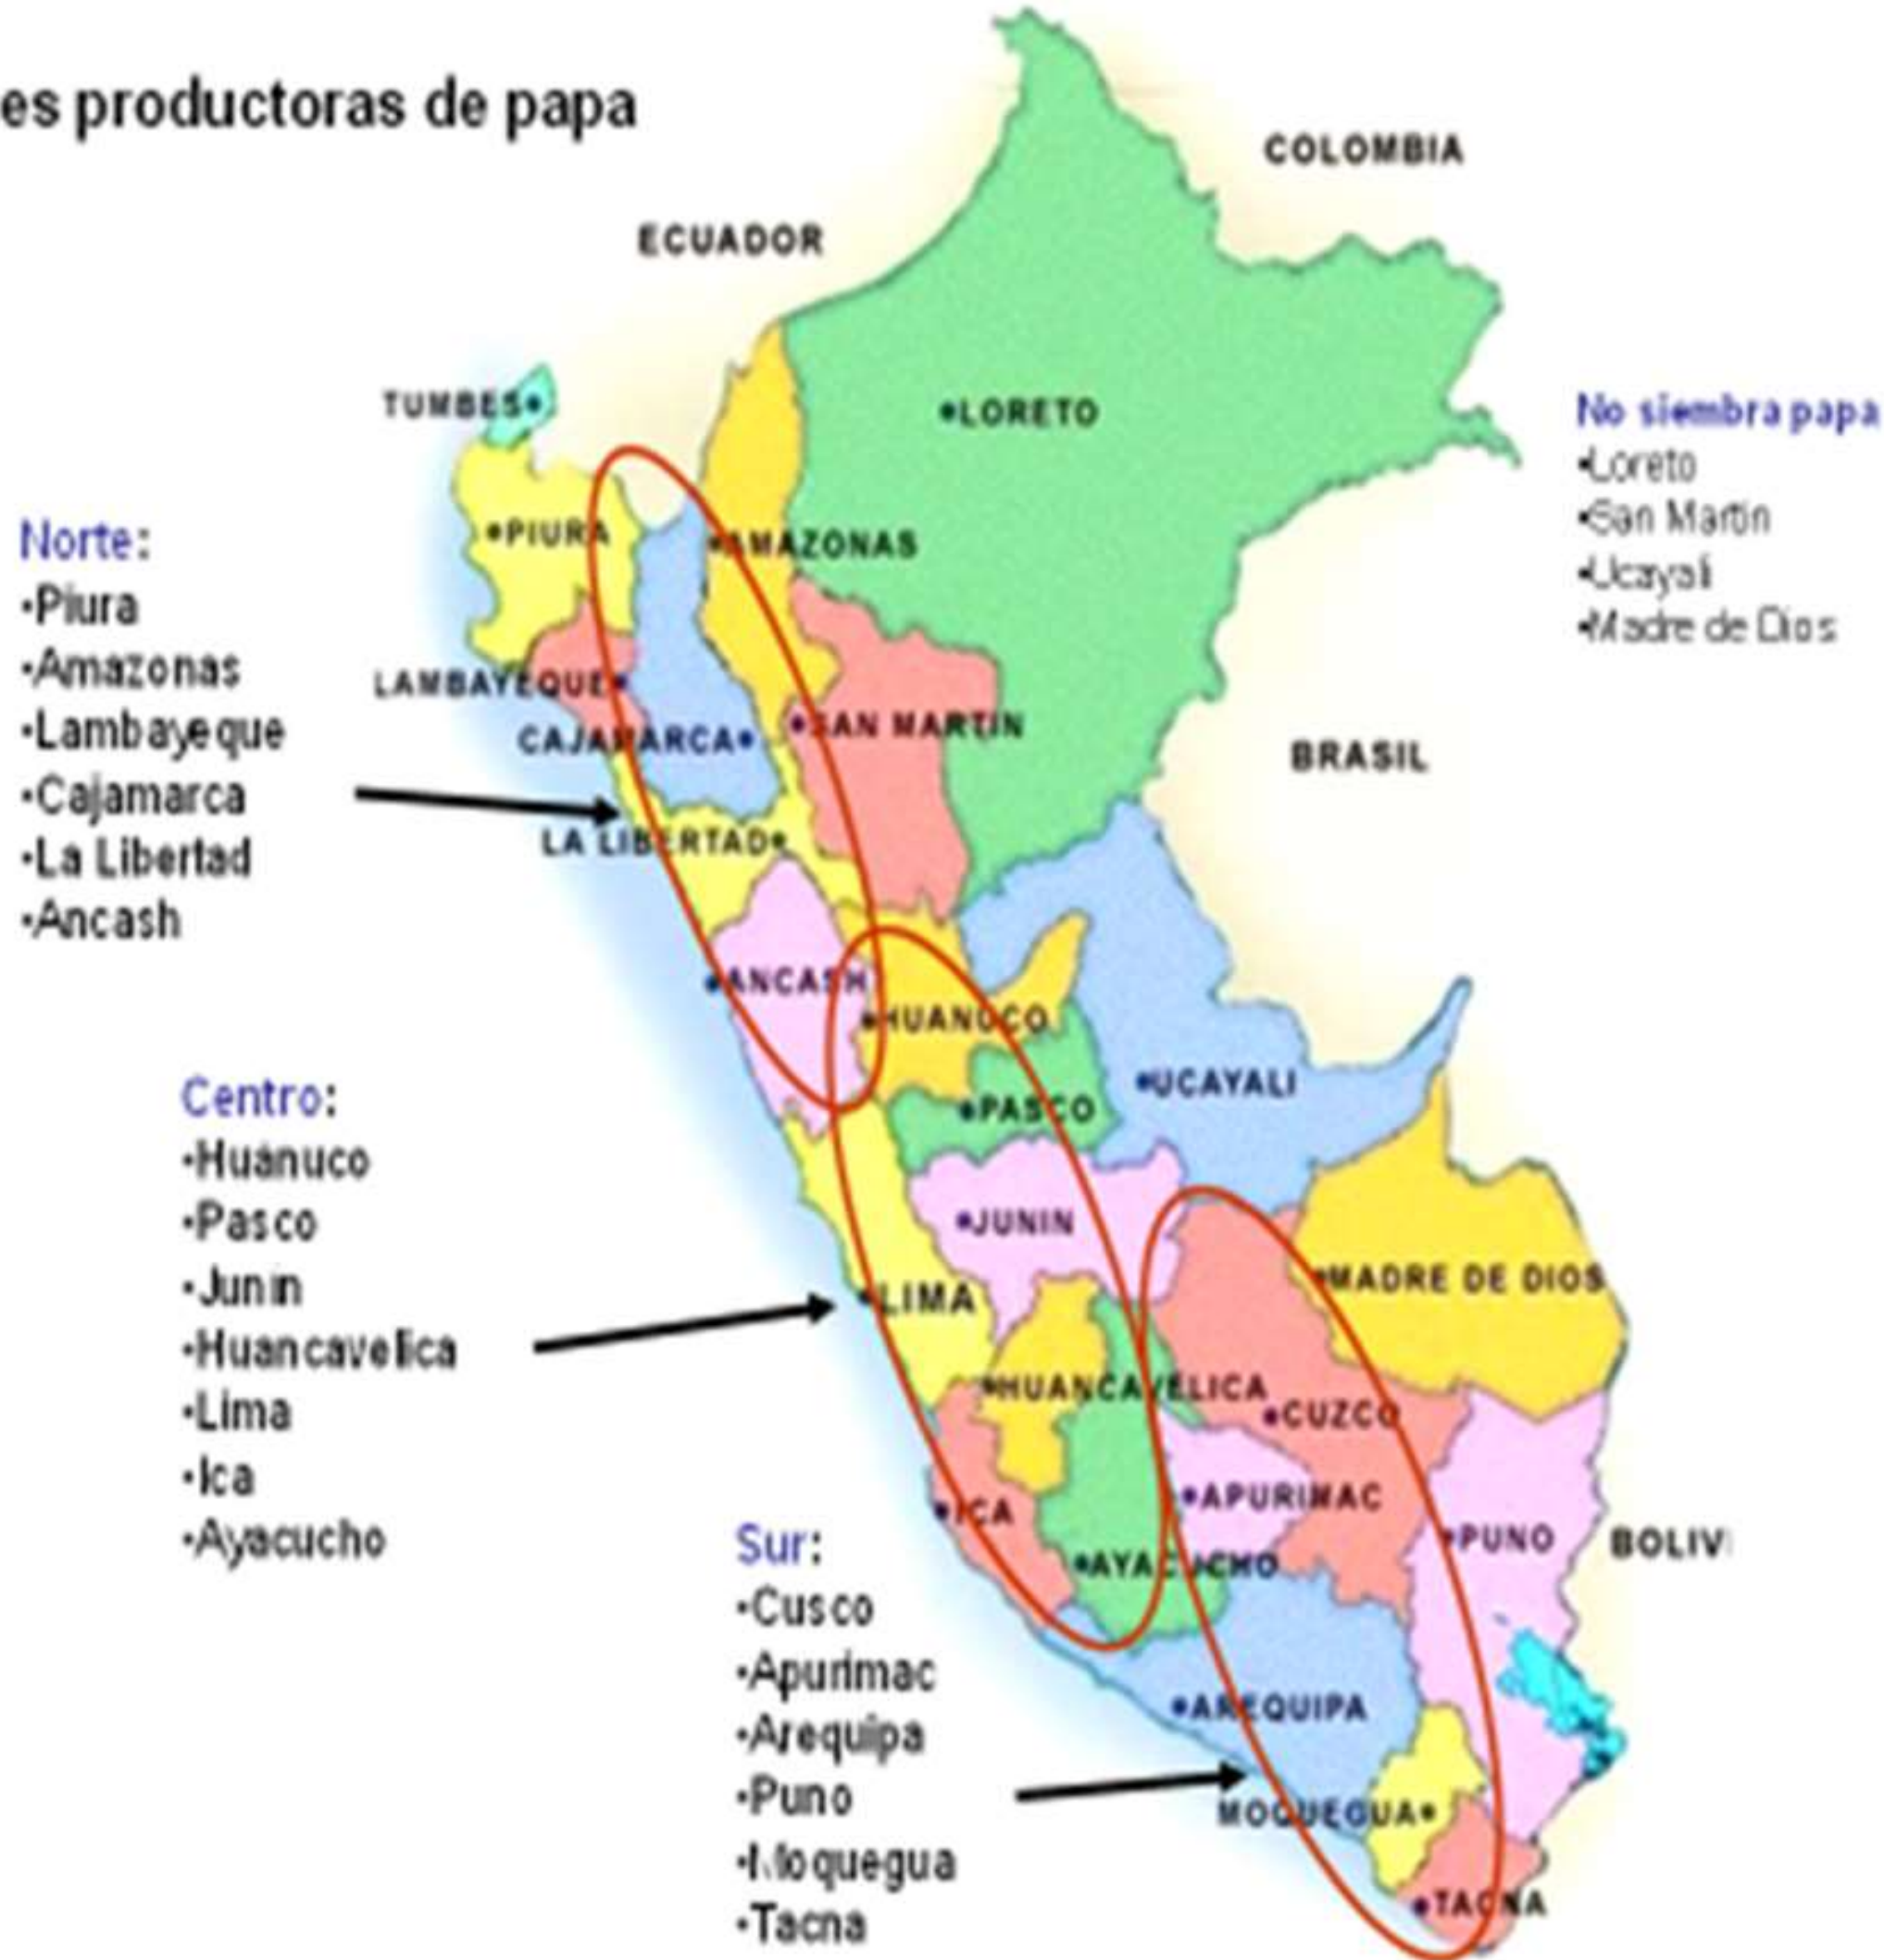 es productoras de papa
COLOMBIA
ECUADOR
TUMBES
•LORETO
No siembra papa
•Loreto
•San Martin
•Ucayali
•Madre de Dios
Norte:
•Piura
•Amazonas
•Lambayeque
•Cajamarca
•La Libertad
•Ancash
•PIURA
•AMAZONAS
LAMBAYEQUE•
CAJAMARCA•
•SAN MARTIN
BRASIL
LA LIBERTAD•
•ANCASH
•HUANUCO
•PASCO
•UCAYALI
Centro:
•Huánuco
•Pasco
•Junin
•Huancavelica
•Lima
•Ica
•Ayacucho
•JUNIN
•LIMA
•MADRE DE DIOS
•HUANCAVELICA
•CUZCO
•ICA
•APURIMAC
•AYACUCHO
•PUNO
BOLIV
Sur:
•Cusco
•Apurimac
•Arequipa
•Puno
•Moquegua
•Tacna
•AREQUIPA
MOQUEGUA•
•TACNA